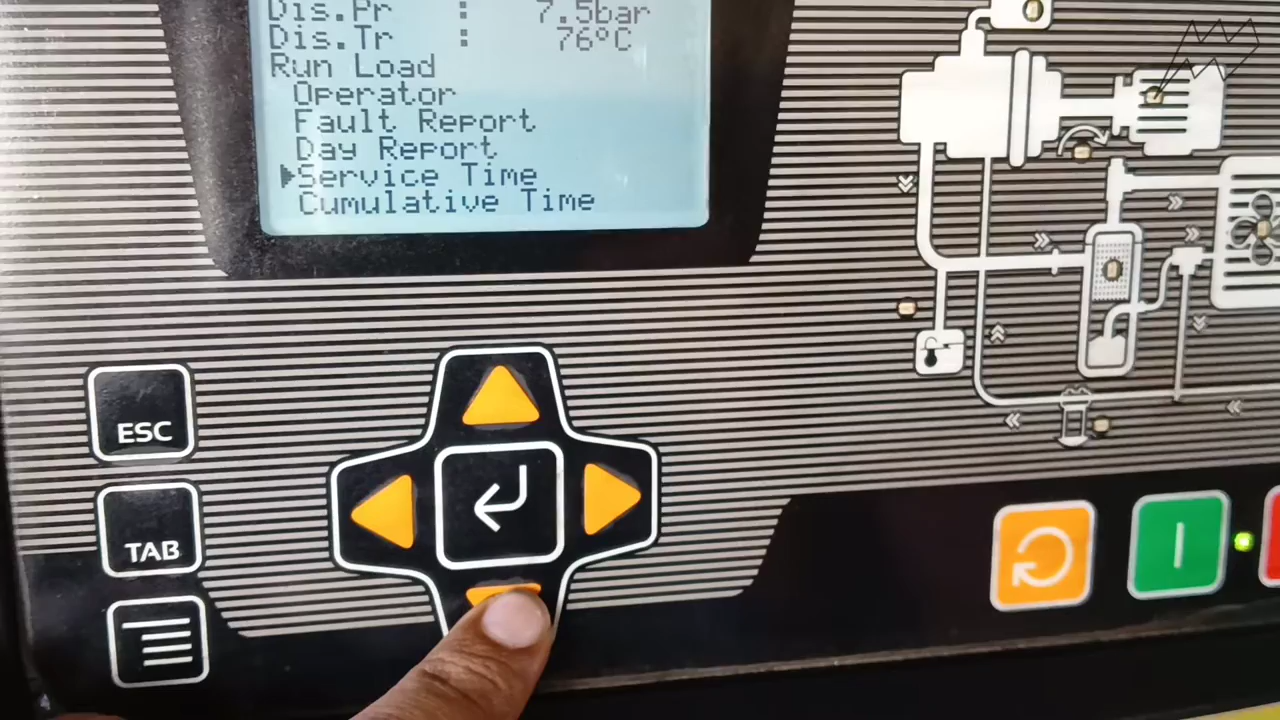 Dis.Pr : 7.5bar
Dis.Tr : 76°C
Run Load
Operator
Fault Report
Day Report
Service Time
Cumulative Time
ESC
TAB